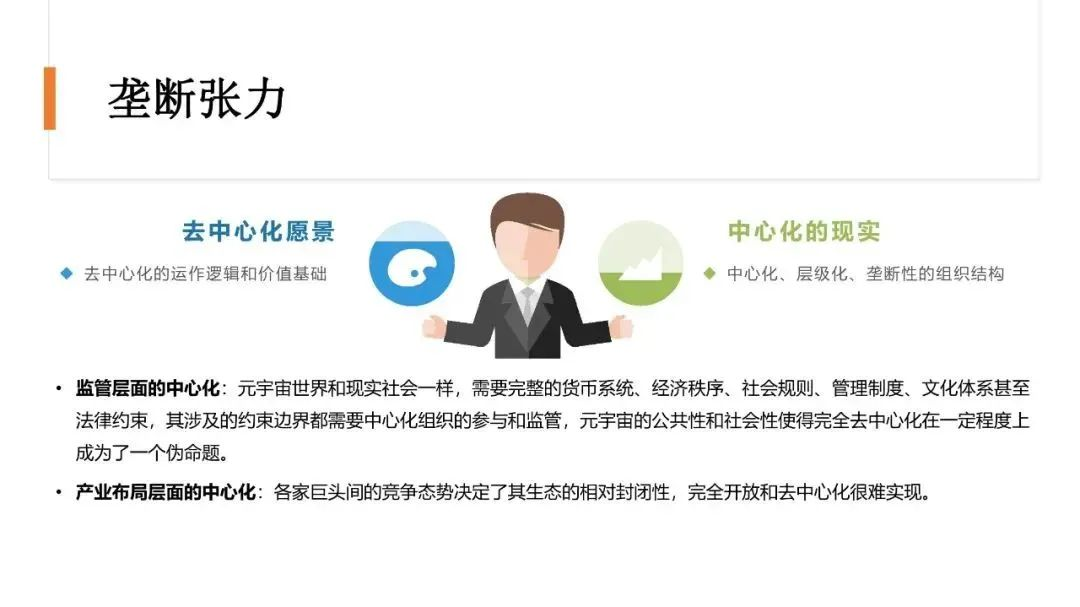 垄断张力
去中心化愿景
去中心化的运作逻辑和价值基础
中心化的现实
中心化、层级化、垄断性的组织结构
• 监管层面的中心化：元宇宙世界和现实社会一样，需要完整的货币系统、经济秩序、社会规则、管理制度、文化体系甚至
法律约束，其涉及的约束边界都需要中心化组织的参与和监管，元宇宙的公共性和社会性使得完全去中心化在一定程度上
成为了一个伪命题。
• 产业布局层面的中心化：各家巨头间的竞争态势决定了其生态的相对封闭性，完全开放和去中心化很难实现。